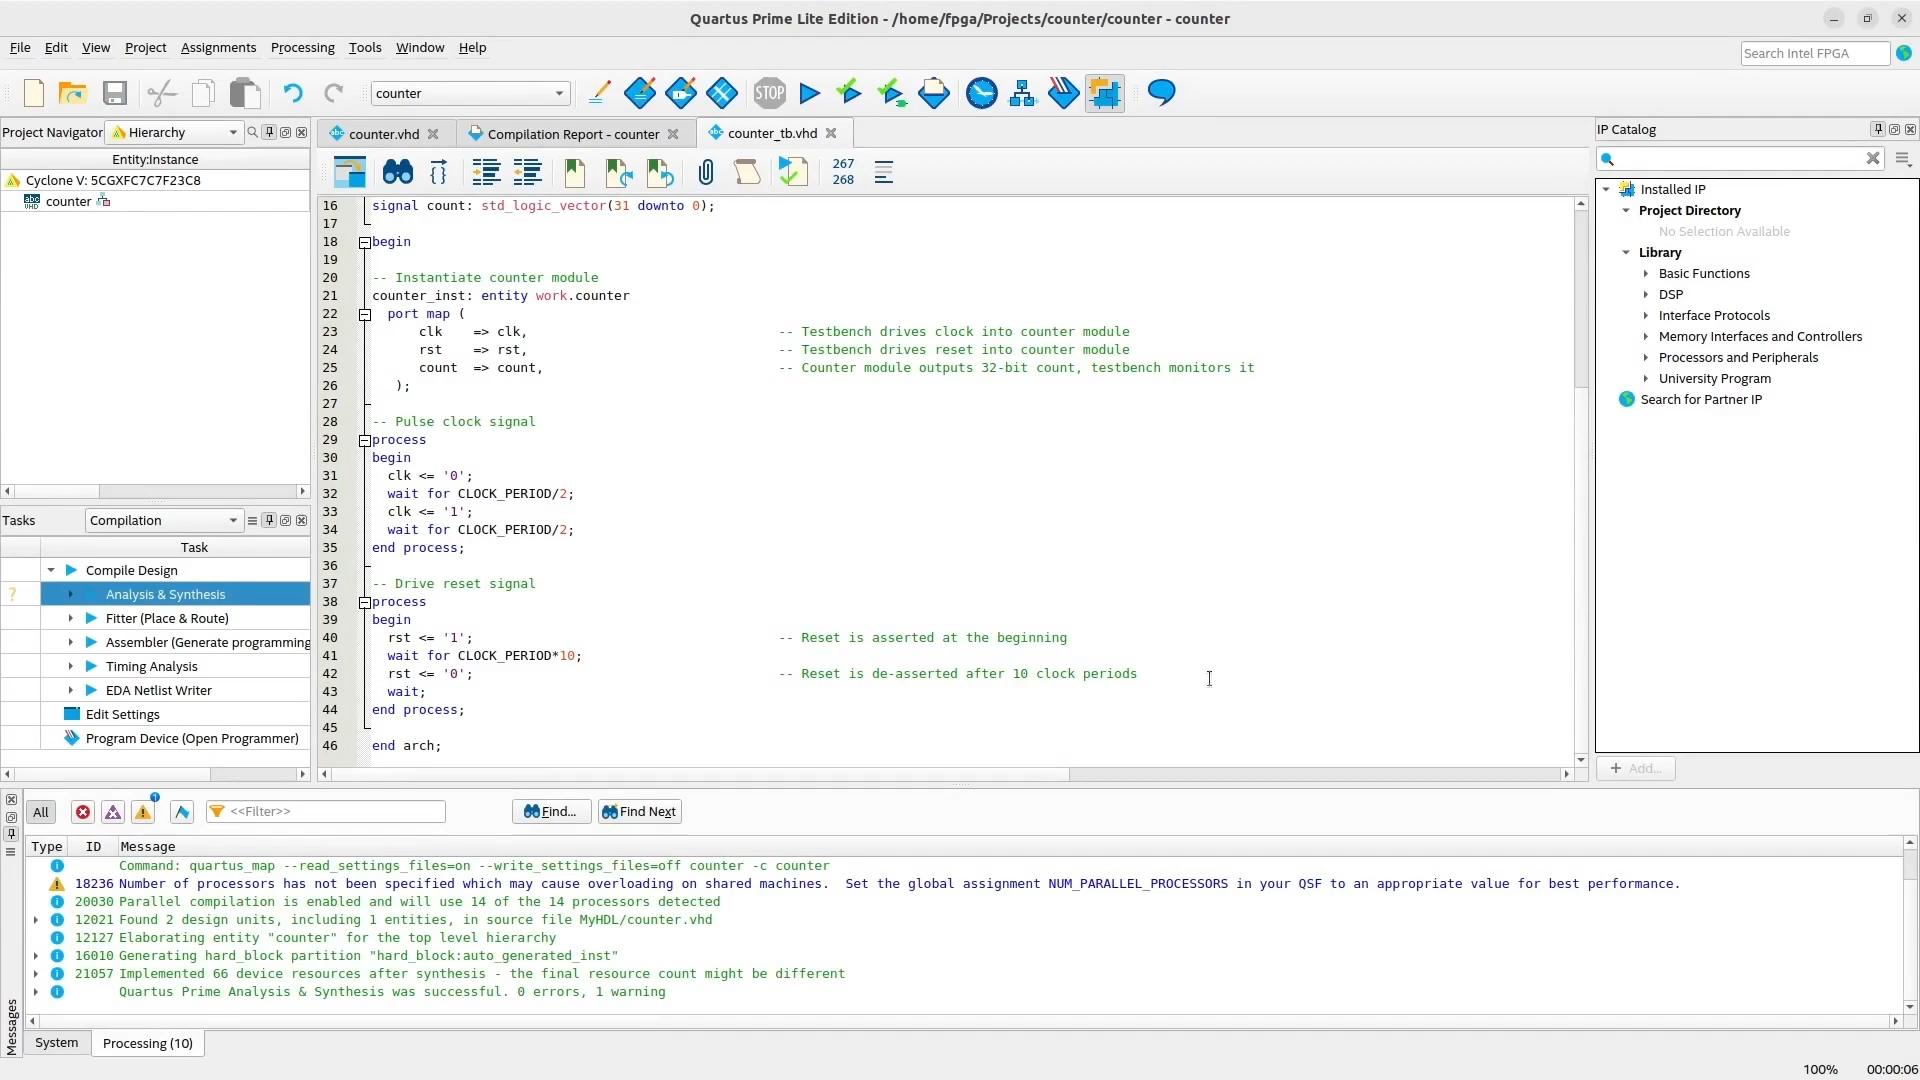 Quartus Prime Lite Edition - /home/fpga/Projects/counter/counter - counter
File Edit View Project Assignments Processing Tools Window Help
Search Intel FPGA
counter
STOP
Project Navigator Hierarchy
Entity:Instance
Cyclone V: 5CGXFC7C7F23C8
counter
Tasks Compilation
Task
Compile Design
? Analysis & Synthesis
Fitter (Place & Route)
Assembler (Generate programming
Timing Analysis
EDA Netlist Writer
Edit Settings
Program Device (Open Programmer)
counter.vhd Compilation Report - counter counter_tb.vhd
267
268
16 signal count: std_logic_vector(31 downto 0);
17
18 begin
19
20 -- Instantiate counter module
21 counter_inst: entity work.counter
22 port map (
23 clk => clk, -- Testbench drives clock into counter module
24 rst => rst, -- Testbench drives reset into counter module
25 count => count, -- Counter module outputs 32-bit count, testbench monitors it
26 );
27
28 -- Pulse clock signal
29 process
30 begin
31 clk <= '0';
32 wait for CLOCK_PERIOD/2;
33 clk <= '1';
34 wait for CLOCK_PERIOD/2;
35 end process;
36
37 -- Drive reset signal
38 process
39 begin
40 rst <= '1'; -- Reset is asserted at the beginning
41 wait for CLOCK_PERIOD*10;
42 rst <= '0'; -- Reset is de-asserted after 10 clock periods
43 wait;
44 end process;
45
46 end arch;
IP Catalog
Installed IP
Project Directory
No Selection Available
Library
Basic Functions
DSP
Interface Protocols
Memory Interfaces and Controllers
Processors and Peripherals
University Program
Search for Partner IP
+ Add...
All 1 <<Filter>> Find... Find Next
Type ID Message
Command: quartus_map --read_settings_files=on --write_settings_files=off counter -c counter
18236 Number of processors has not been specified which may cause overloading on shared machines.  Set the global assignment NUM_PARALLEL_PROCESSORS in your QSF to an appropriate value for best performance.
20030 Parallel compilation is enabled and will use 14 of the 14 processors detected
12021 Found 2 design units, including 1 entities, in source file MyHDL/counter.vhd
12127 Elaborating entity "counter" for the top level hierarchy
16010 Generating hard_block partition "hard_block:auto_generated_inst"
21057 Implemented 66 device resources after synthesis - the final resource count might be different
Quartus Prime Analysis & Synthesis was successful. 0 errors, 1 warning
Messages
System Processing (10)
100% 00:00:06